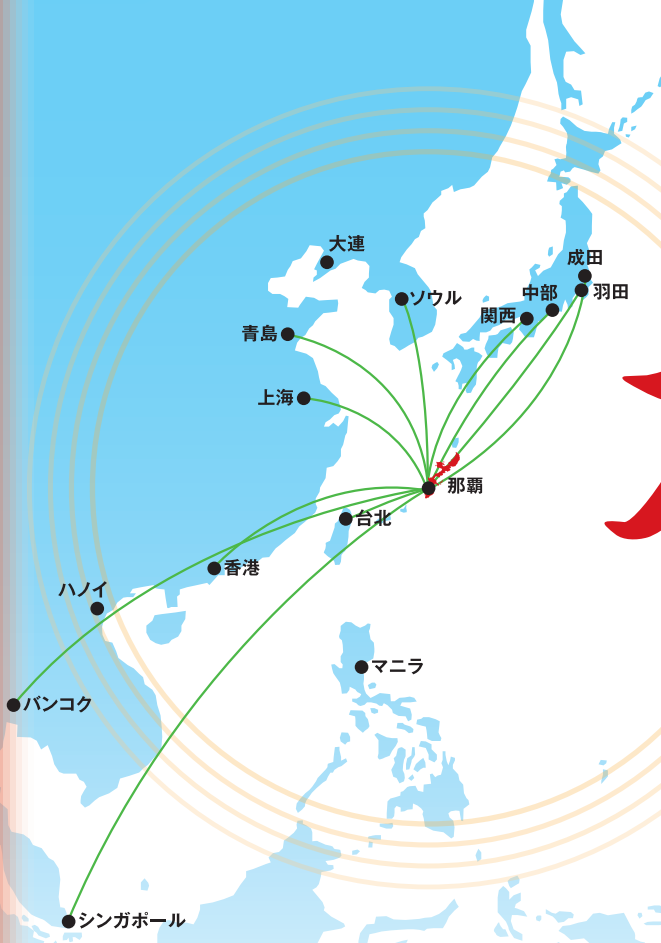 大連
成田
ソウル
中部
羽田
関西
青島
上海
那覇
台北
香港
ハノイ
マニラ
バンコク
シンガポール